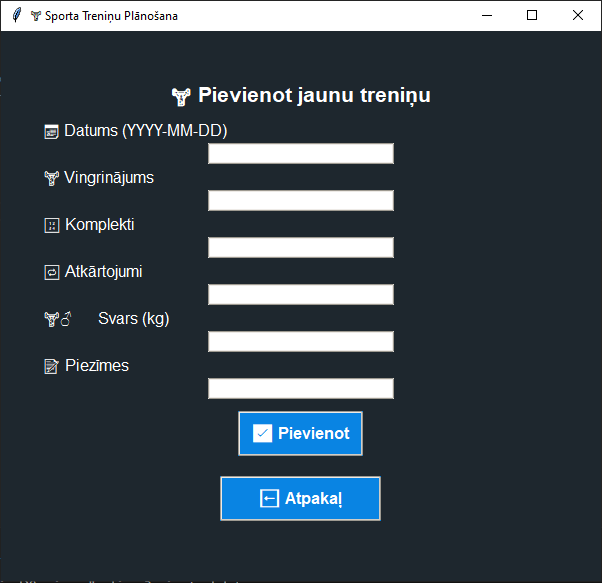 Sporta Treniņu Plānošana
Pievienot jaunu treniņu
Datums (YYYY-MM-DD)
Vingrinājums
Komplekti
Atkārtojumi
Svars (kg)
Piezīmes
Pievienot
Atpakaļ